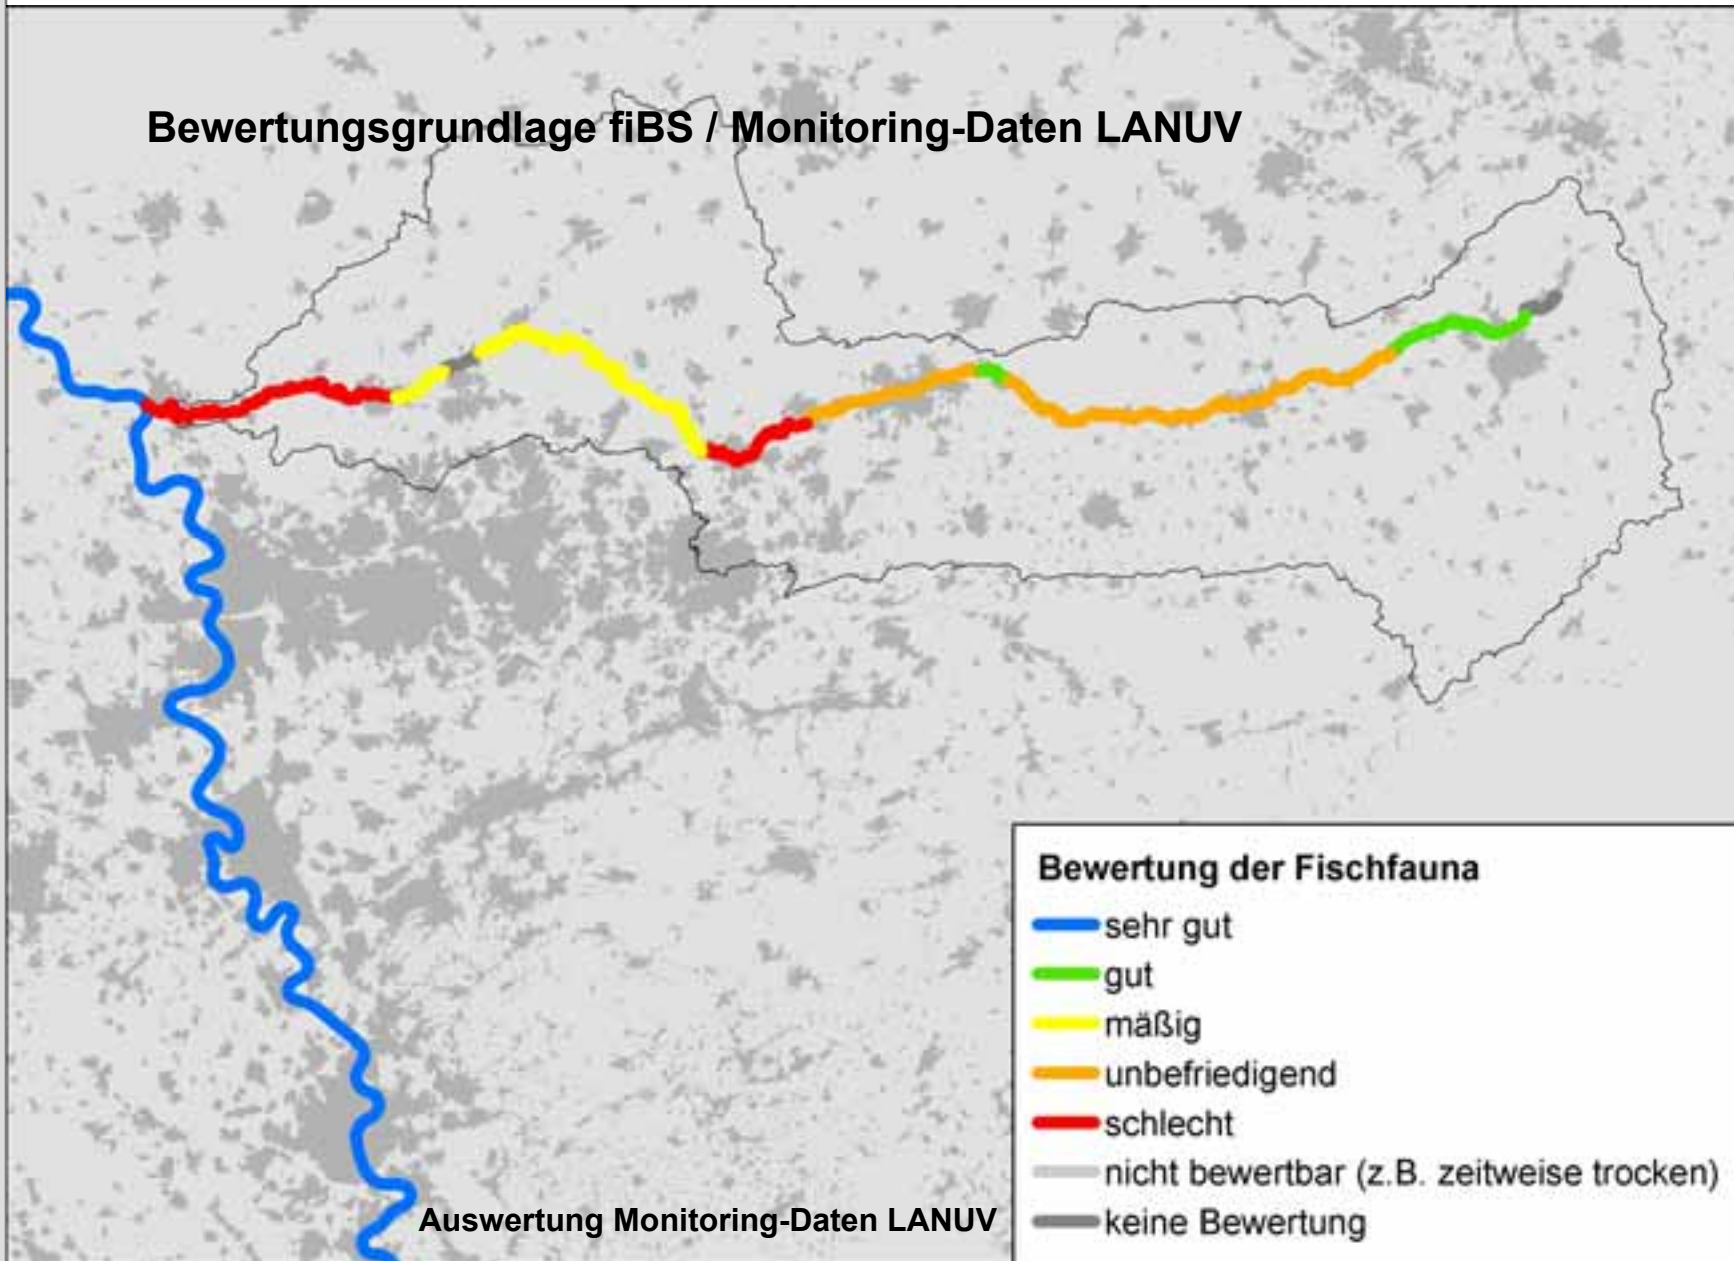 Bewertungsgrundlage fiBS / Monitoring-Daten LANUV
Bewertung der Fischfauna
sehr gut
gut
mäßig
unbefriedigend
schlecht
nicht bewertbar (z.B. zeitweise trocken)
keine Bewertung
Auswertung Monitoring-Daten LANUV